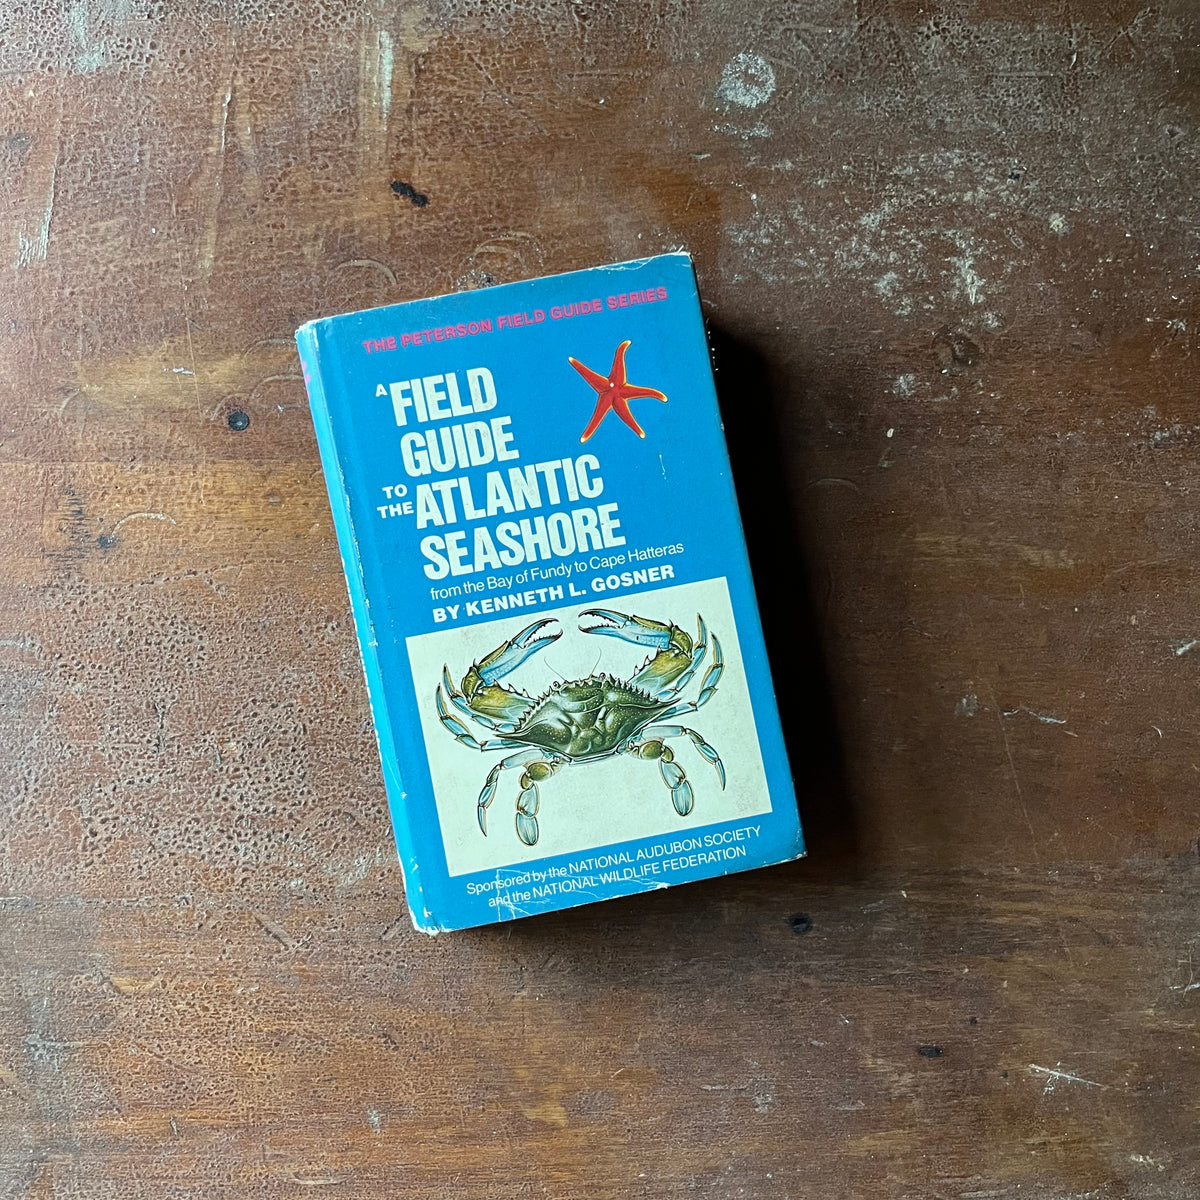 THE PETERSON FIELD GUIDE SERIES
A FIELD
GUIDE
TO
THE ATLANTIC
SEASHORE
from the Bay of Fundy to Cape Hatteras
BY KENNETH L. GOSNER
Sponsored by the NATIONAL AUDUBON SOCIETY
and the NATIONAL WILDLIFE FEDERATION